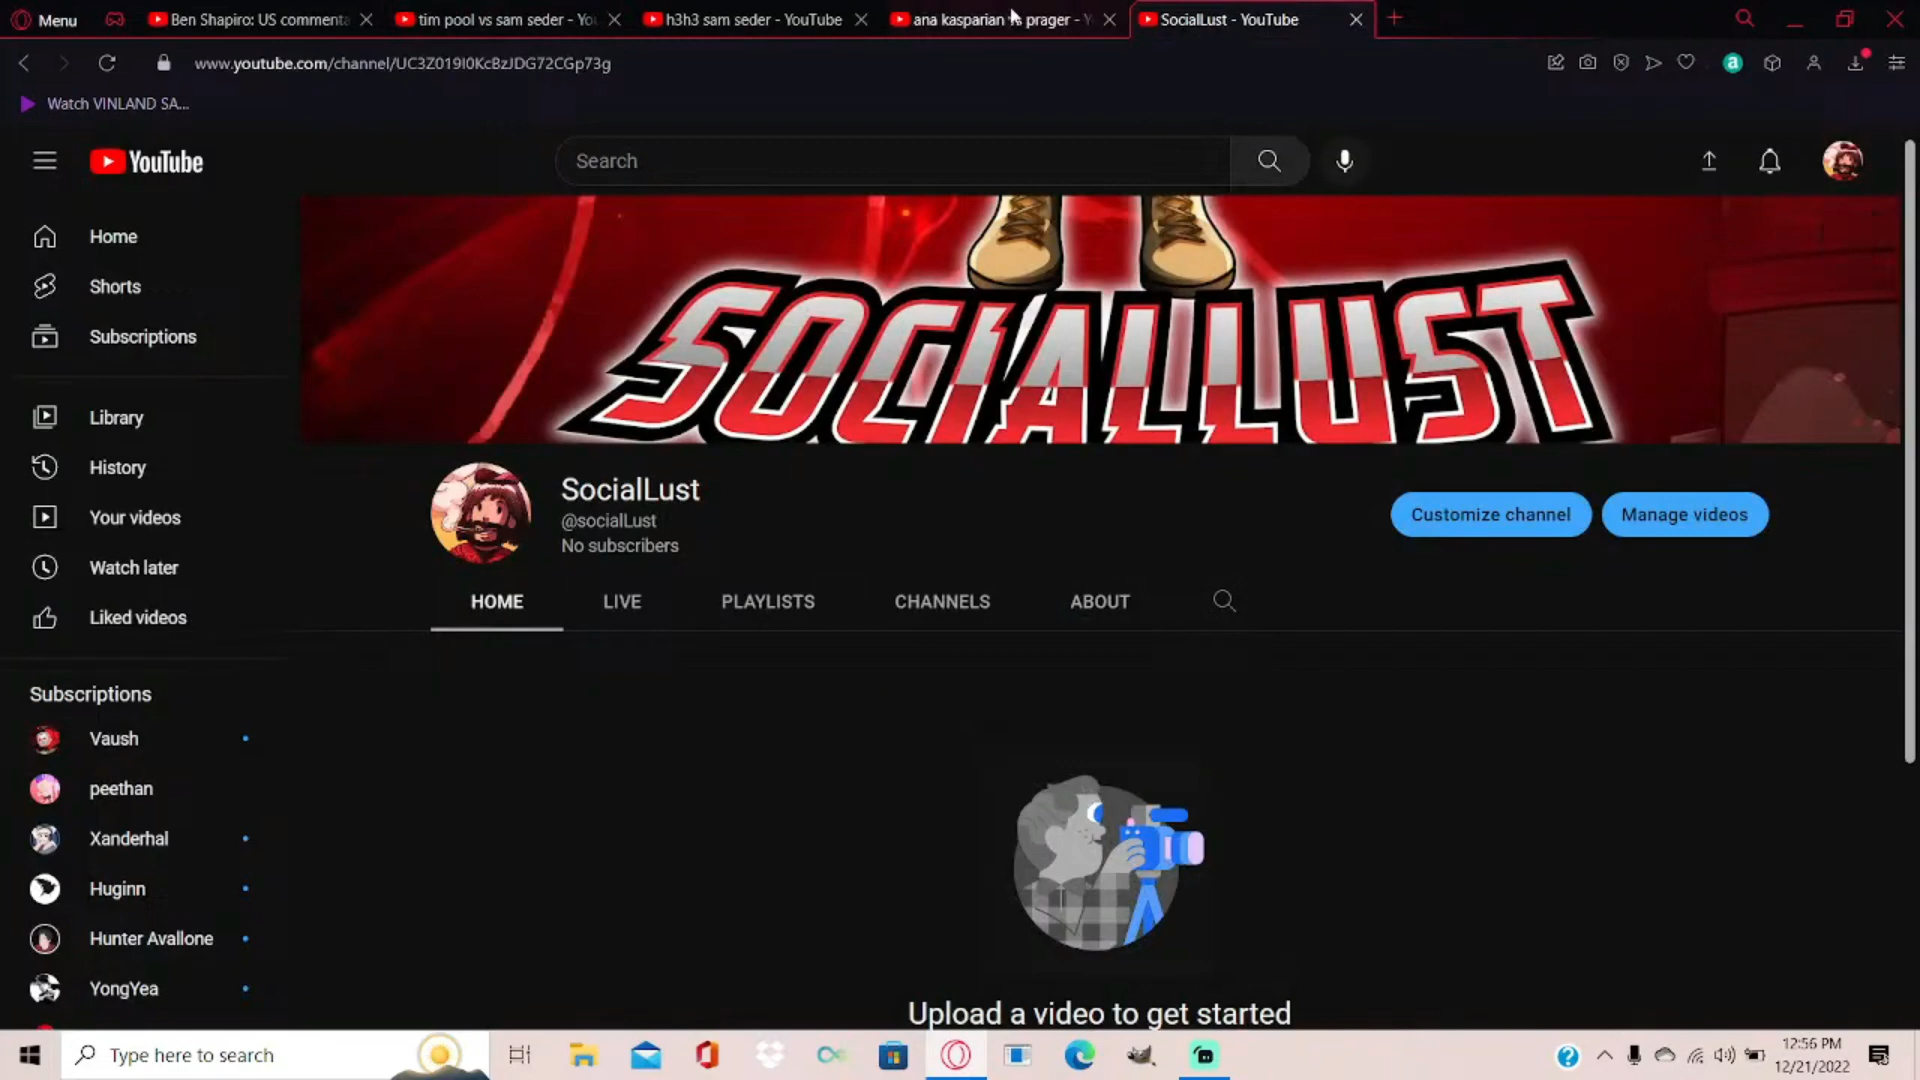 Menu
Ben Shapiro: US commenta
tim pool vs sam seder - You
h3h3 sam seder - YouTube
ana kasparian vs prager - Y
SocialLust - YouTube
www.youtube.com/channel/UC3Z019I0KcBzJDG72CGp73g
a
Watch VINLAND SA...
YouTube
Search
Home
Shorts
Subscriptions
Library
History
Your videos
Watch later
Liked videos
Subscriptions
Vaush
peethan
Xanderhal
Huginn
Hunter Avallone
YongYea
SOCIALLUST
SocialLust
@socialLust
No subscribers
Customize channel
Manage videos
HOME
LIVE
PLAYLISTS
CHANNELS
ABOUT
Upload a video to get started
Type here to search
12:56 PM
12/21/2022